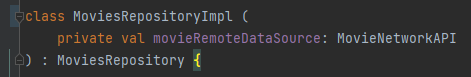 class MoviesRepositoryImpl (
    private val movieRemoteDataSource: MovieNetworkAPI
) : MoviesRepository {